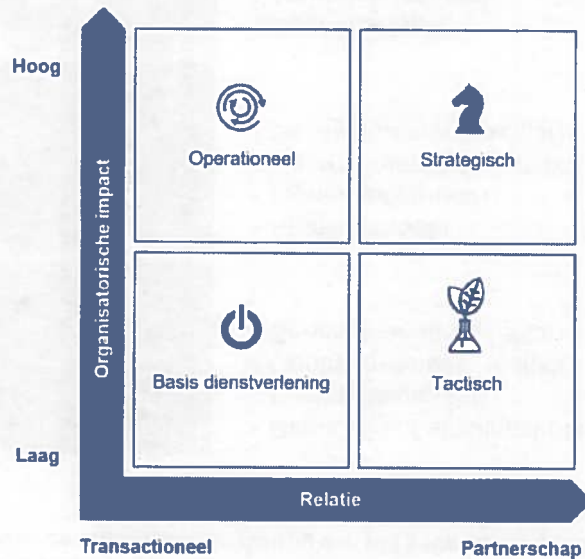 Hoog
Operationeel
Strategisch
Organisatorische impact
Basis dienstverlening
Tactisch
Laag
Relatie
Transactioneel
Partnerschap